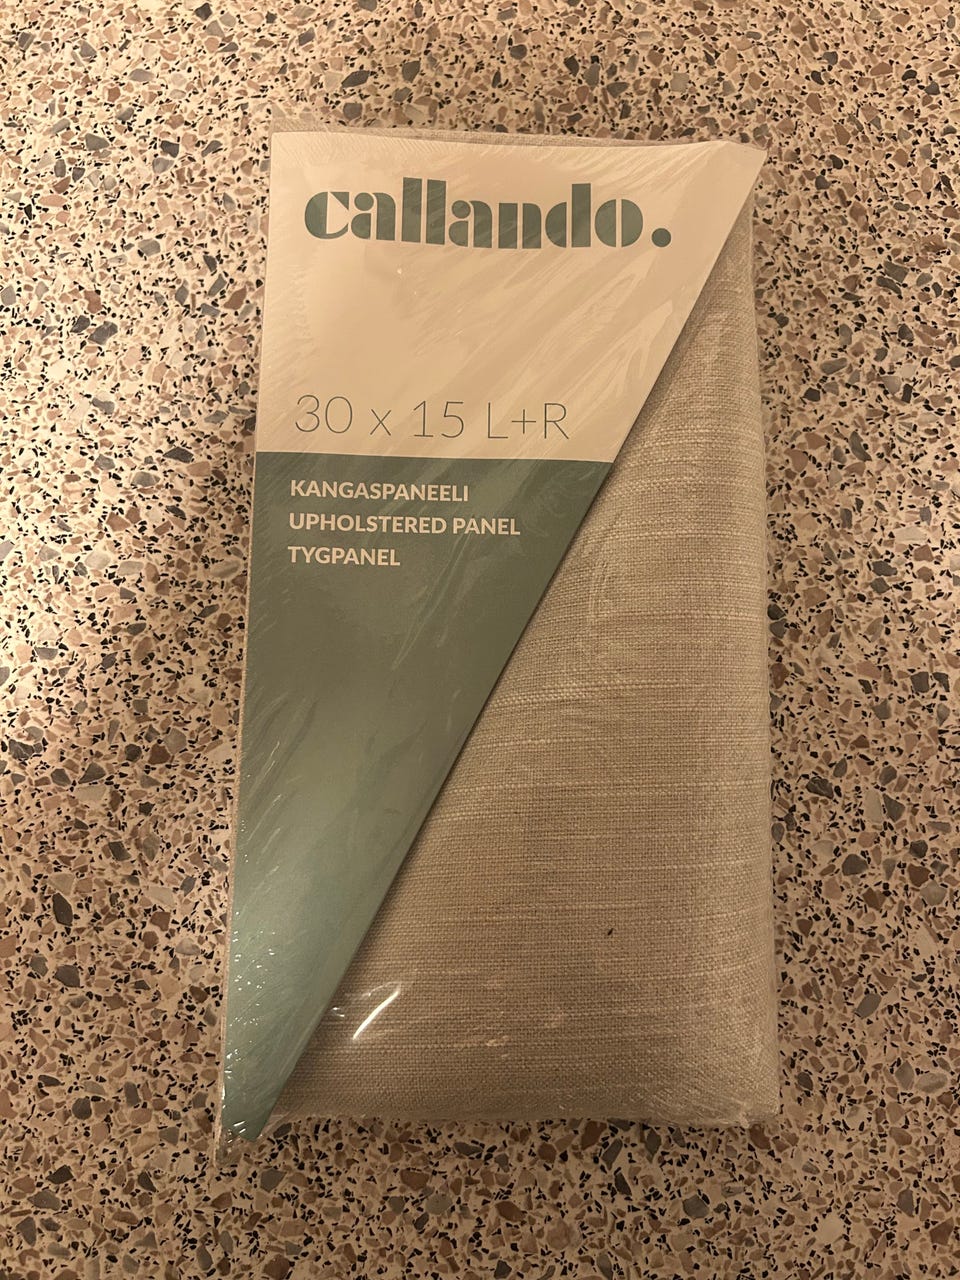 callando.
30 x 15 L+R
KANGASPANEELI
UPHOLSTERED PANEL
TYGPANEL